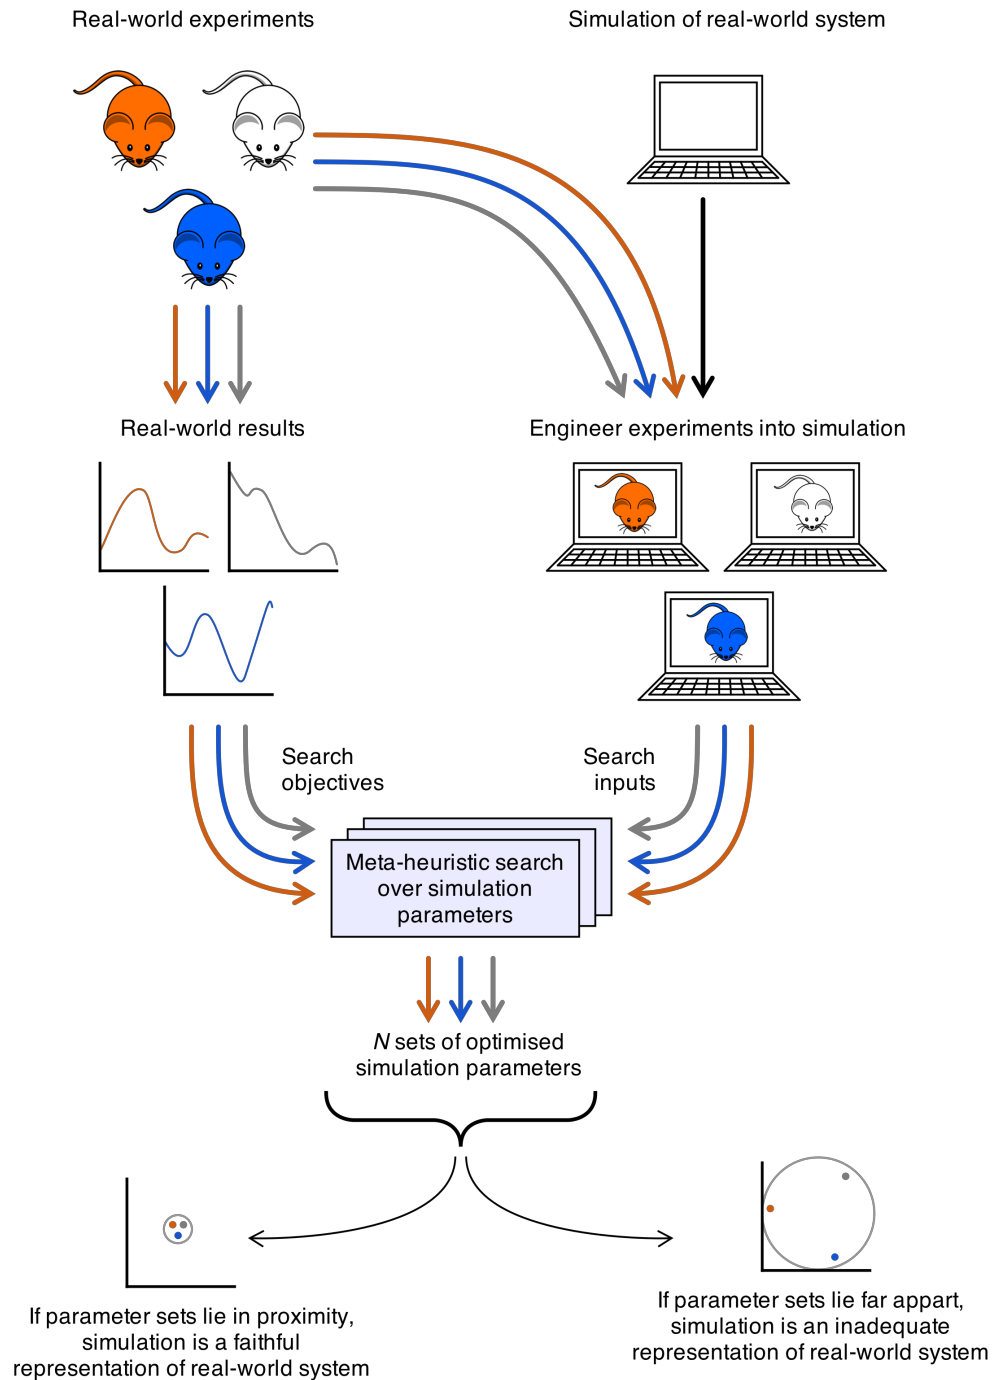 Real-world experiments
Simulation of real-world system
Real-world results
Engineer experiments into simulation
Search
objectives
Search
inputs
Meta-heuristic search
over simulation
parameters
N sets of optimised
simulation parameters
If parameter sets lie in proximity,
simulation is a faithful
representation of real-world system
If parameter sets lie far appart,
simulation is an inadequate
representation of real-world system